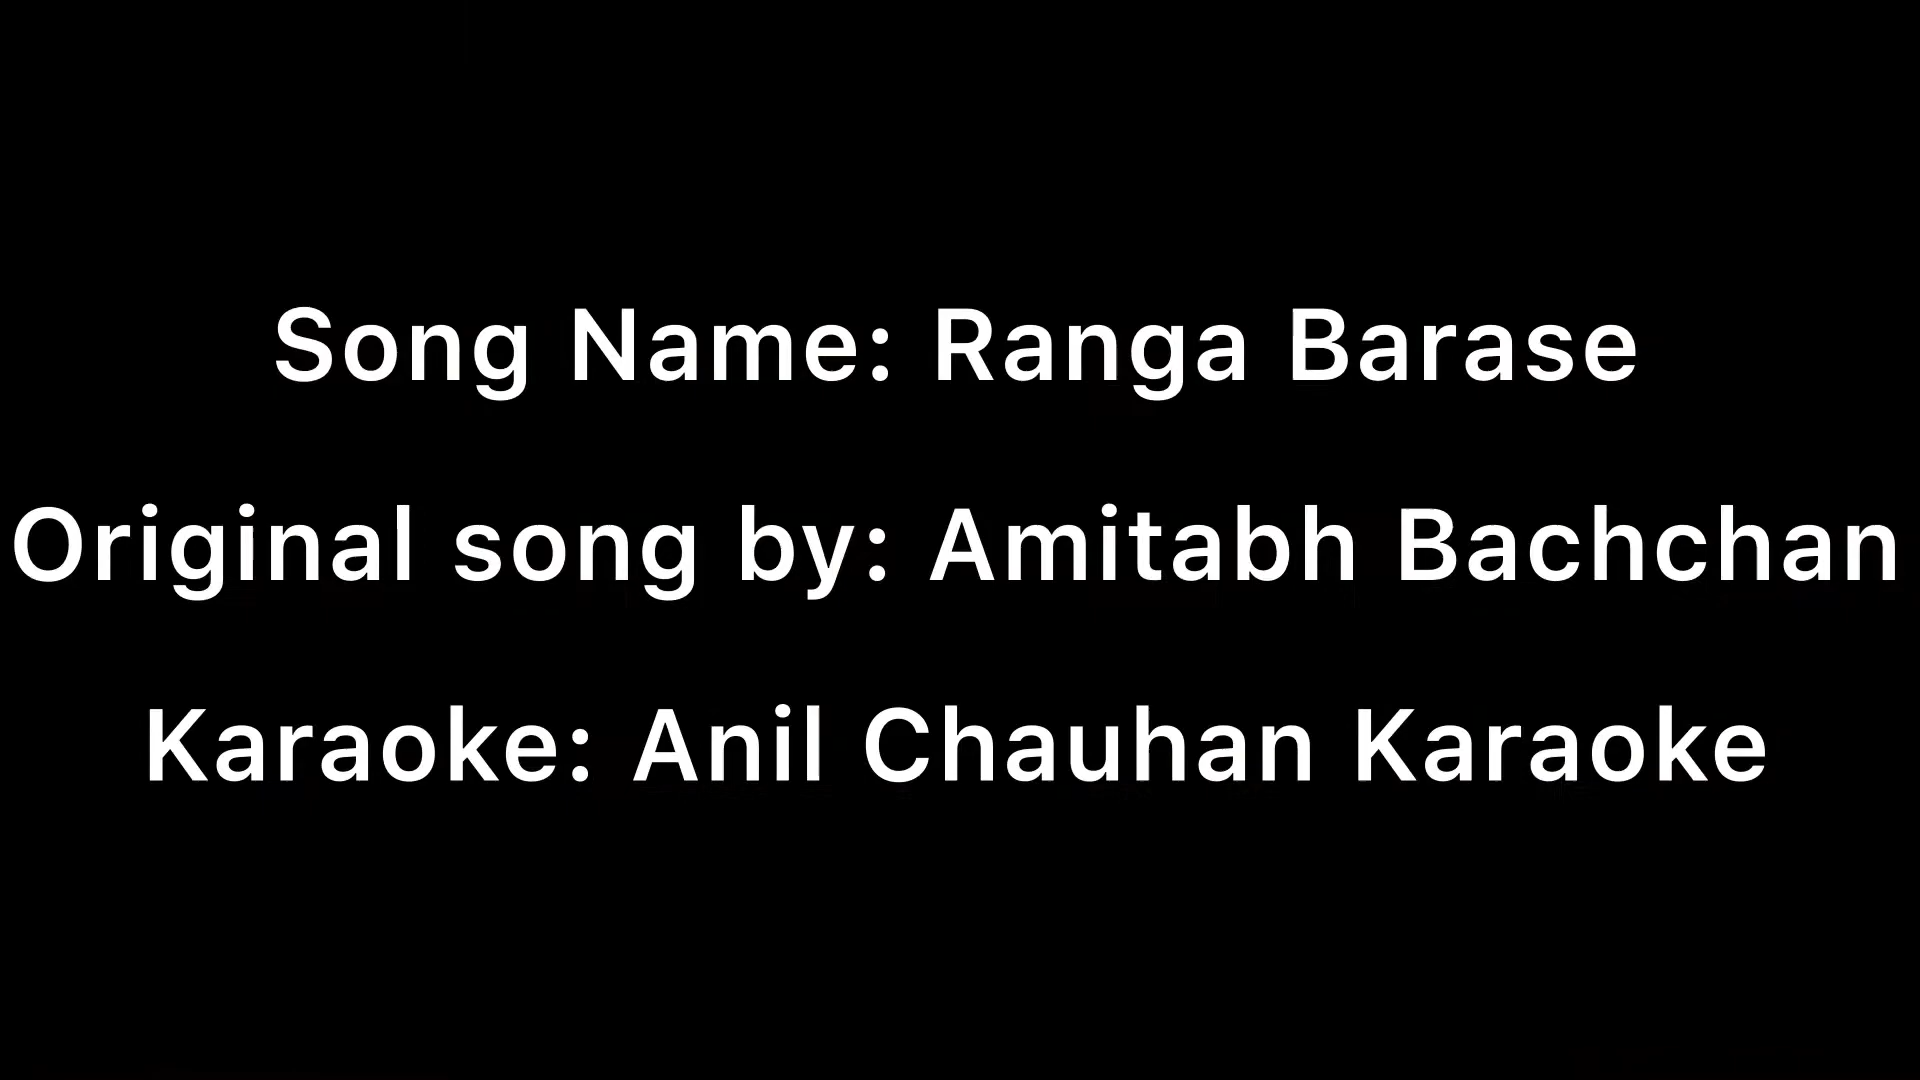 Song Name: Ranga Barase
Original song by: Amitabh Bachchan
Karaoke: Anil Chauhan Karaoke